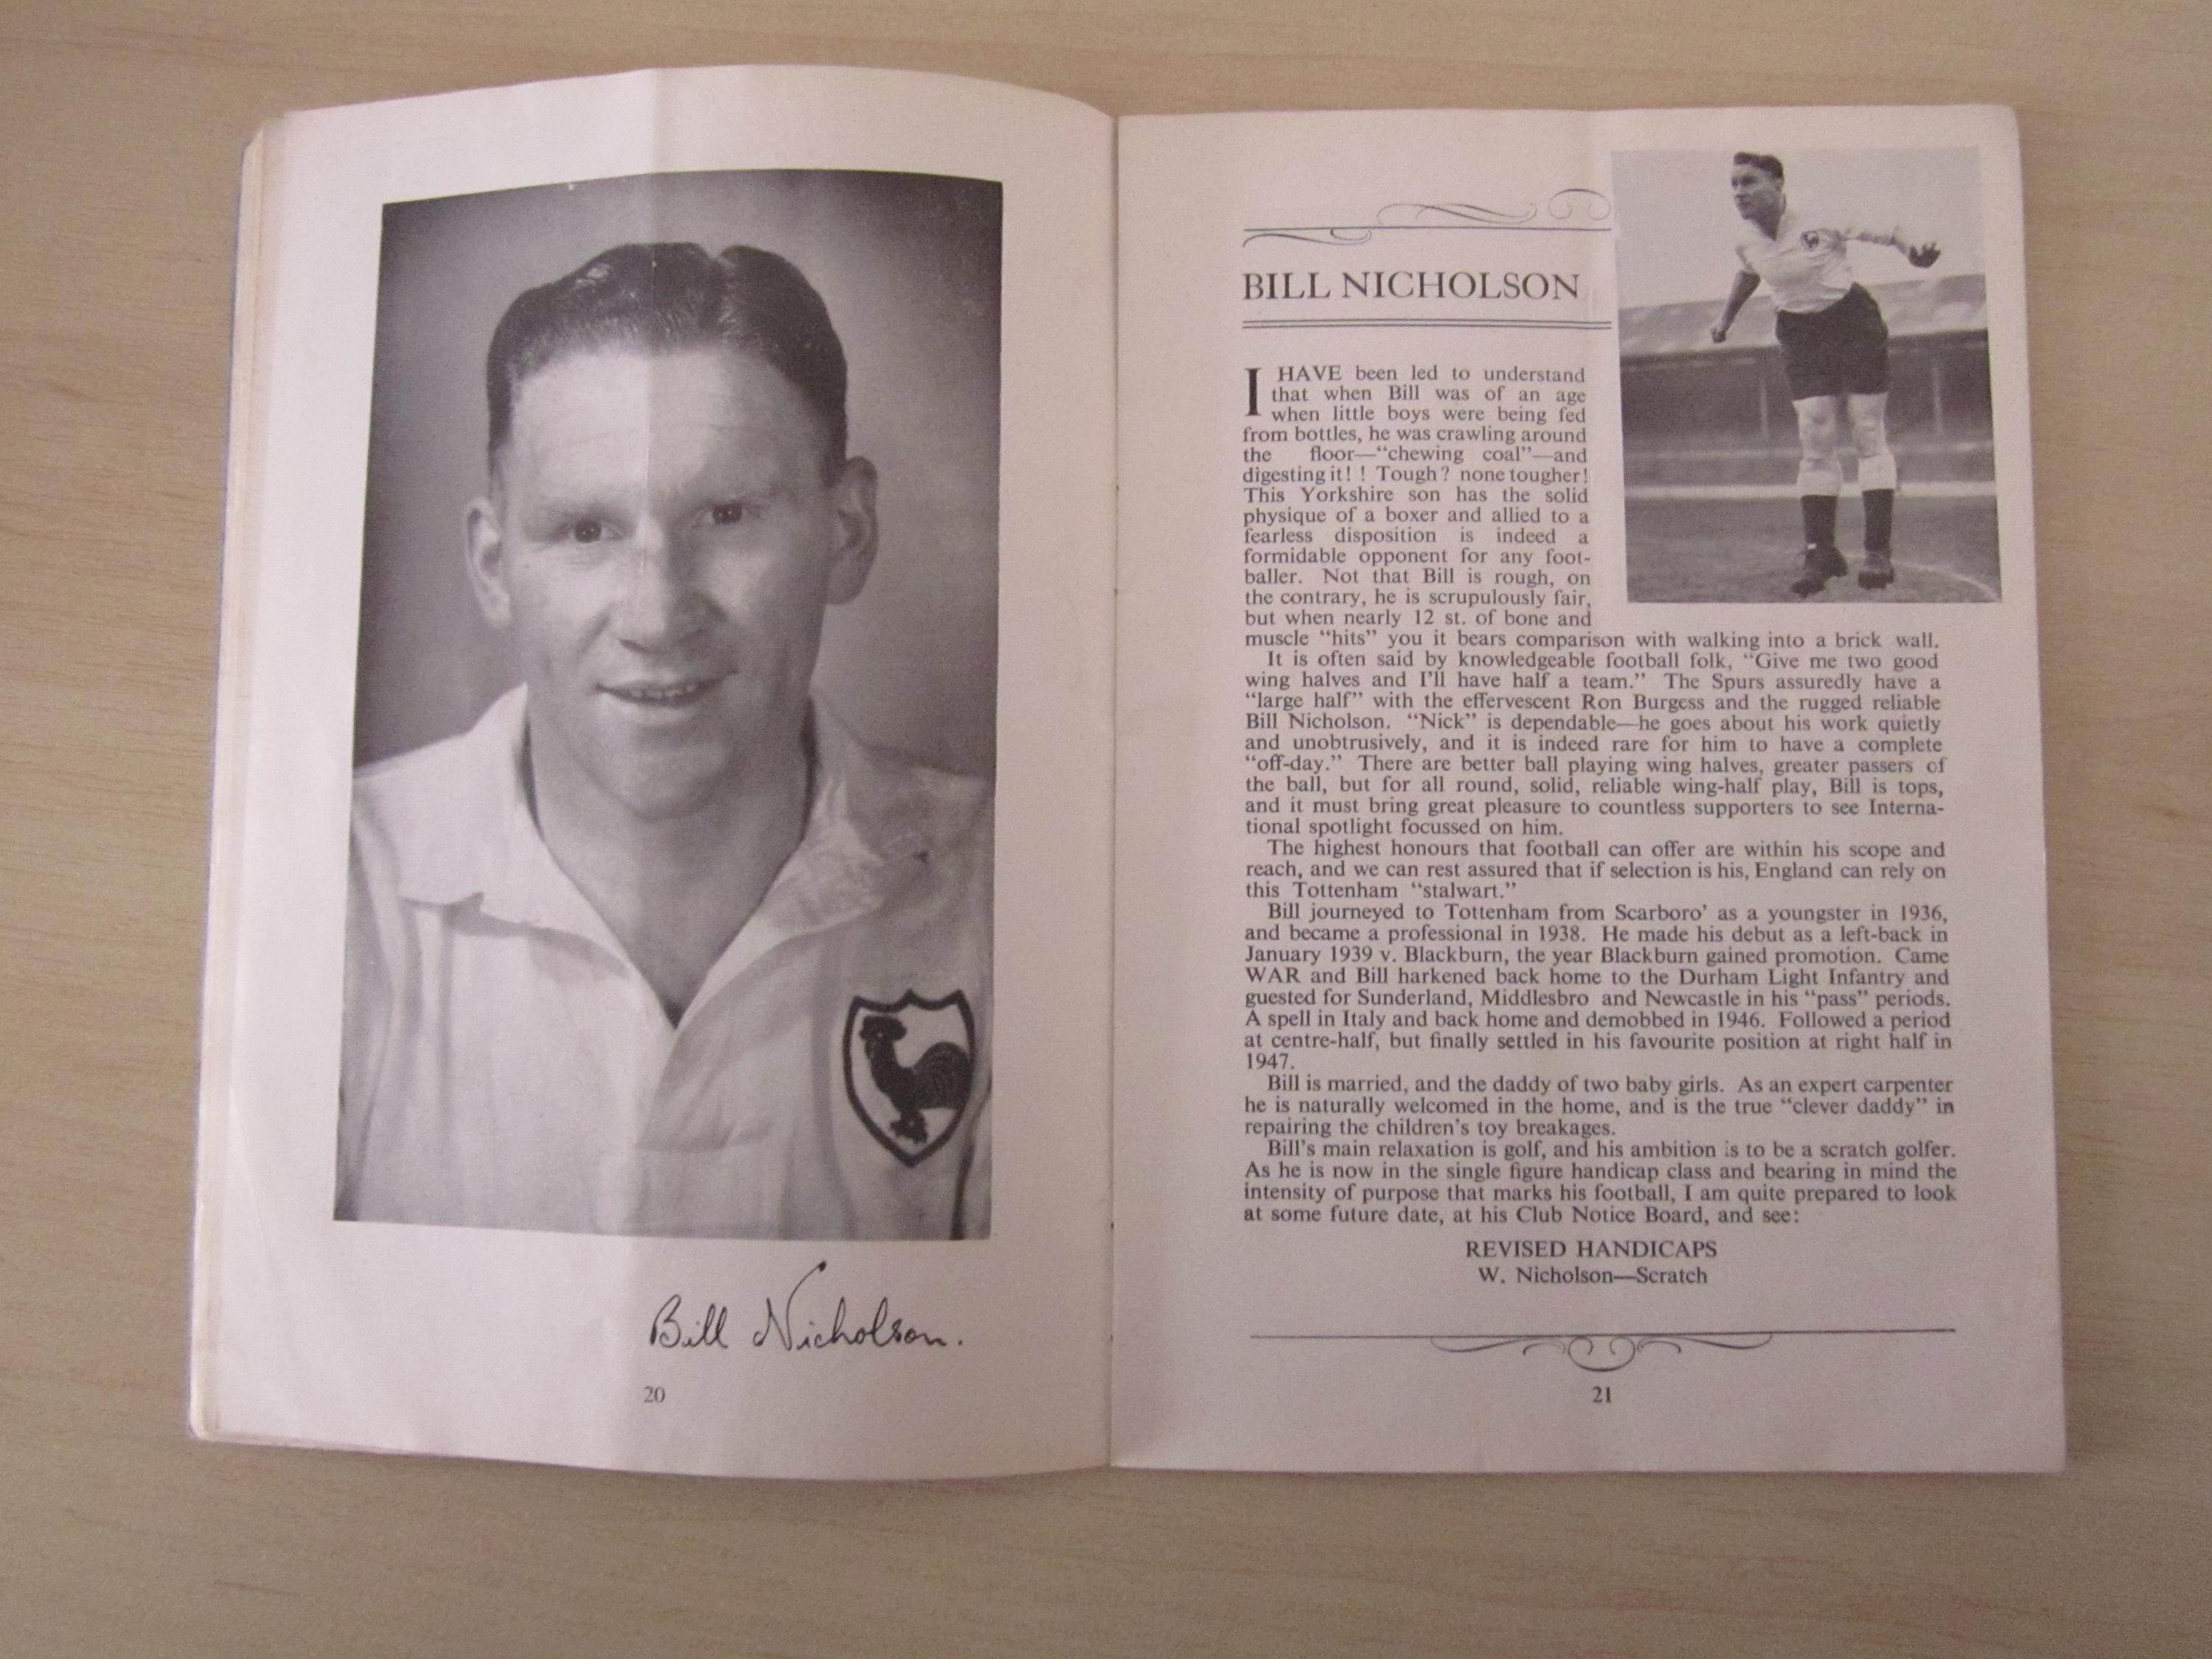 Bill Nicholson.
20
BILL NICHOLSON
I HAVE been led to understand
that when Bill was of an age
when little boys were being fed
from bottles, he was crawling around
the floor—“chewing coal”—and
digesting it! ! Tough? none tougher!
This Yorkshire son has the solid
physique of a boxer and allied to a
fearless disposition is indeed a
formidable opponent for any foot-
baller. Not that Bill is rough, on
the contrary, he is scrupulously fair,
but when nearly 12 st. of bone and
muscle “hits” you it bears comparison with walking into a brick wall.
It is often said by knowledgeable football folk, “Give me two good
wing halves and I’ll have half a team.” The Spurs assuredly have a
“large half” with the effervescent Ron Burgess and the rugged reliable
Bill Nicholson. “Nick” is dependable—he goes about his work quietly
and unobtrusively, and it is indeed rare for him to have a complete
“off-day.” There are better ball playing wing halves, greater passers of
the ball, but for all round, solid, reliable wing-half play, Bill is tops,
and it must bring great pleasure to countless supporters to see Interna-
tional spotlight focussed on him.
The highest honours that football can offer are within his scope and
reach, and we can rest assured that if selection is his, England can rely on
this Tottenham “stalwart.”
Bill journeyed to Tottenham from Scarboro’ as a youngster in 1936,
and became a professional in 1938. He made his debut as a left-back in
January 1939 v. Blackburn, the year Blackburn gained promotion. Came
WAR and Bill harkened back home to the Durham Light Infantry and
guested for Sunderland, Middlesbro and Newcastle in his “pass” periods.
A spell in Italy and back home and demobbed in 1946. Followed a period
at centre-half, but finally settled in his favourite position at right half in
1947.
Bill is married, and the daddy of two baby girls. As an expert carpenter
he is naturally welcomed in the home, and is the true “clever daddy” in
repairing the children’s toy breakages.
Bill’s main relaxation is golf, and his ambition is to be a scratch golfer.
As he is now in the single figure handicap class and bearing in mind the
intensity of purpose that marks his football, I am quite prepared to look
at some future date, at his Club Notice Board, and see:
REVISED HANDICAPS
W. Nicholson—Scratch
21